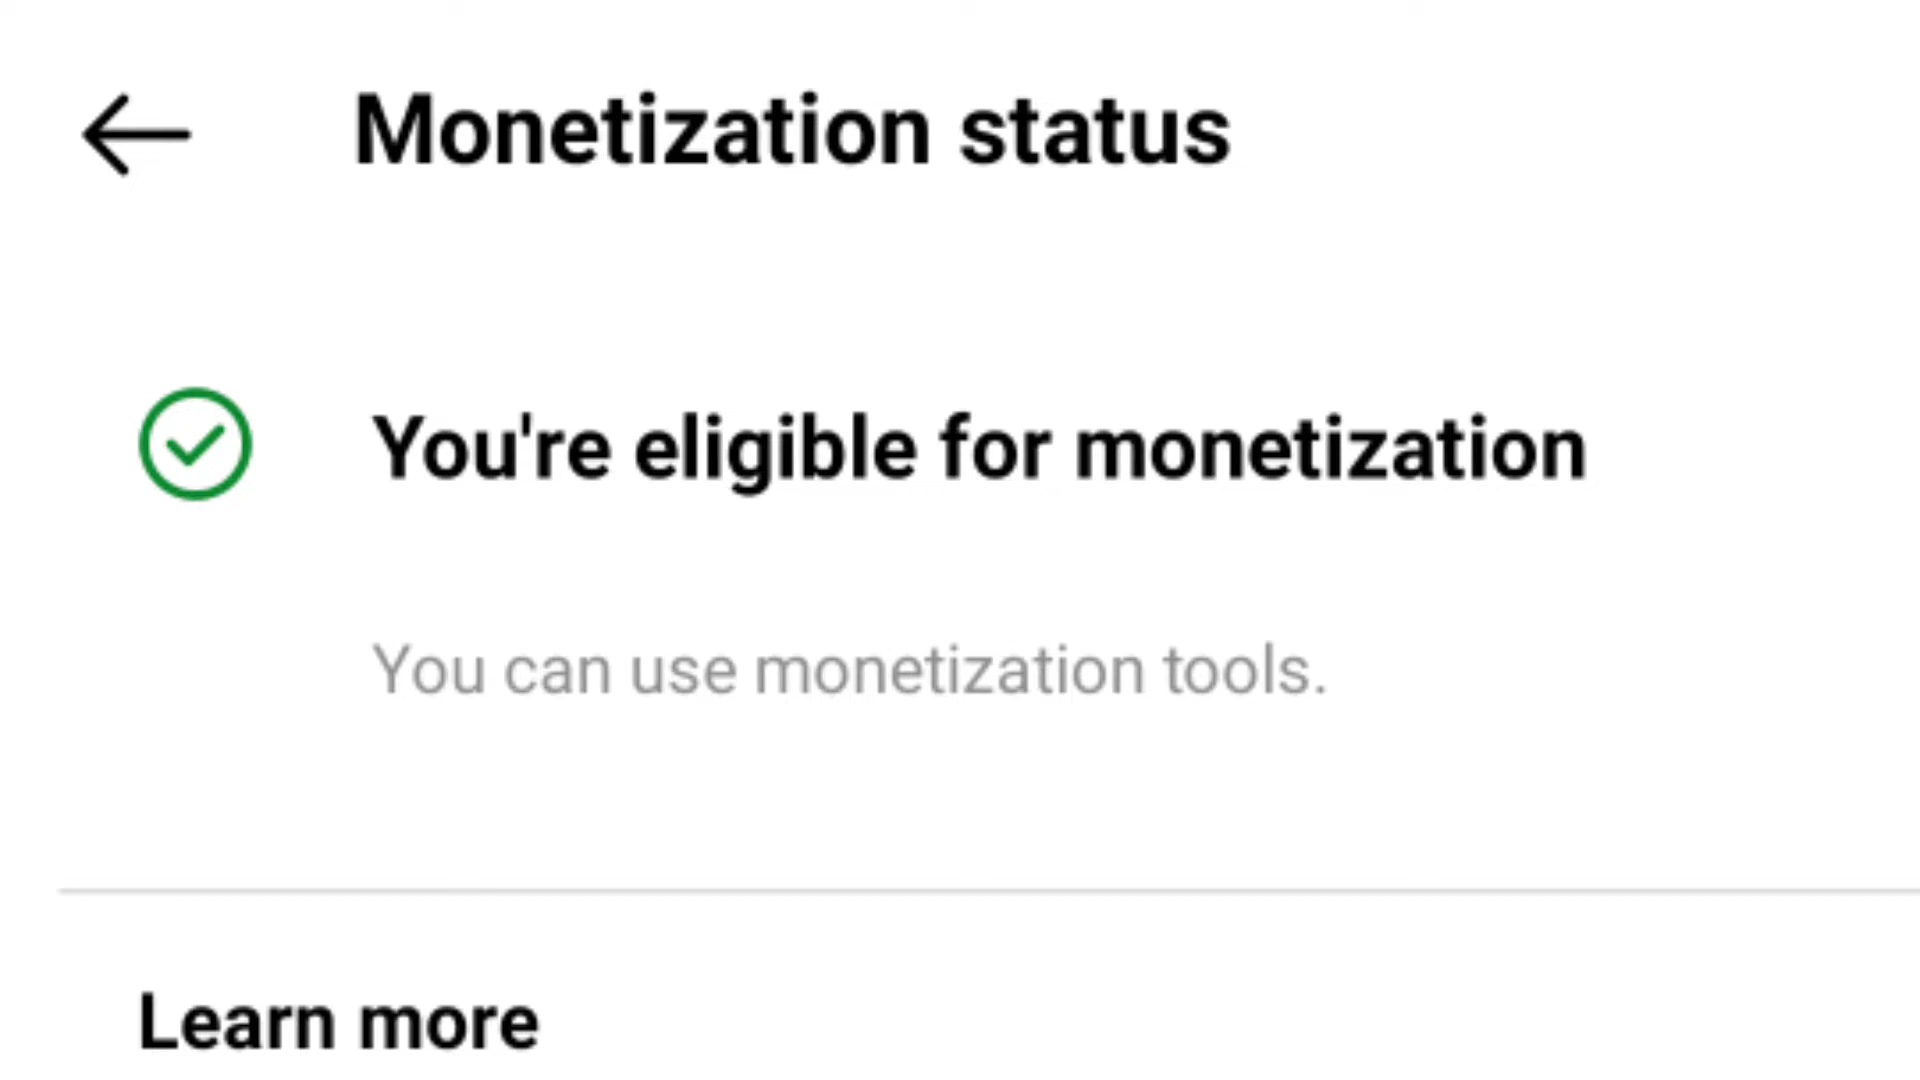 Monetization status
You're eligible for monetization
You can use monetization tools.
Learn more